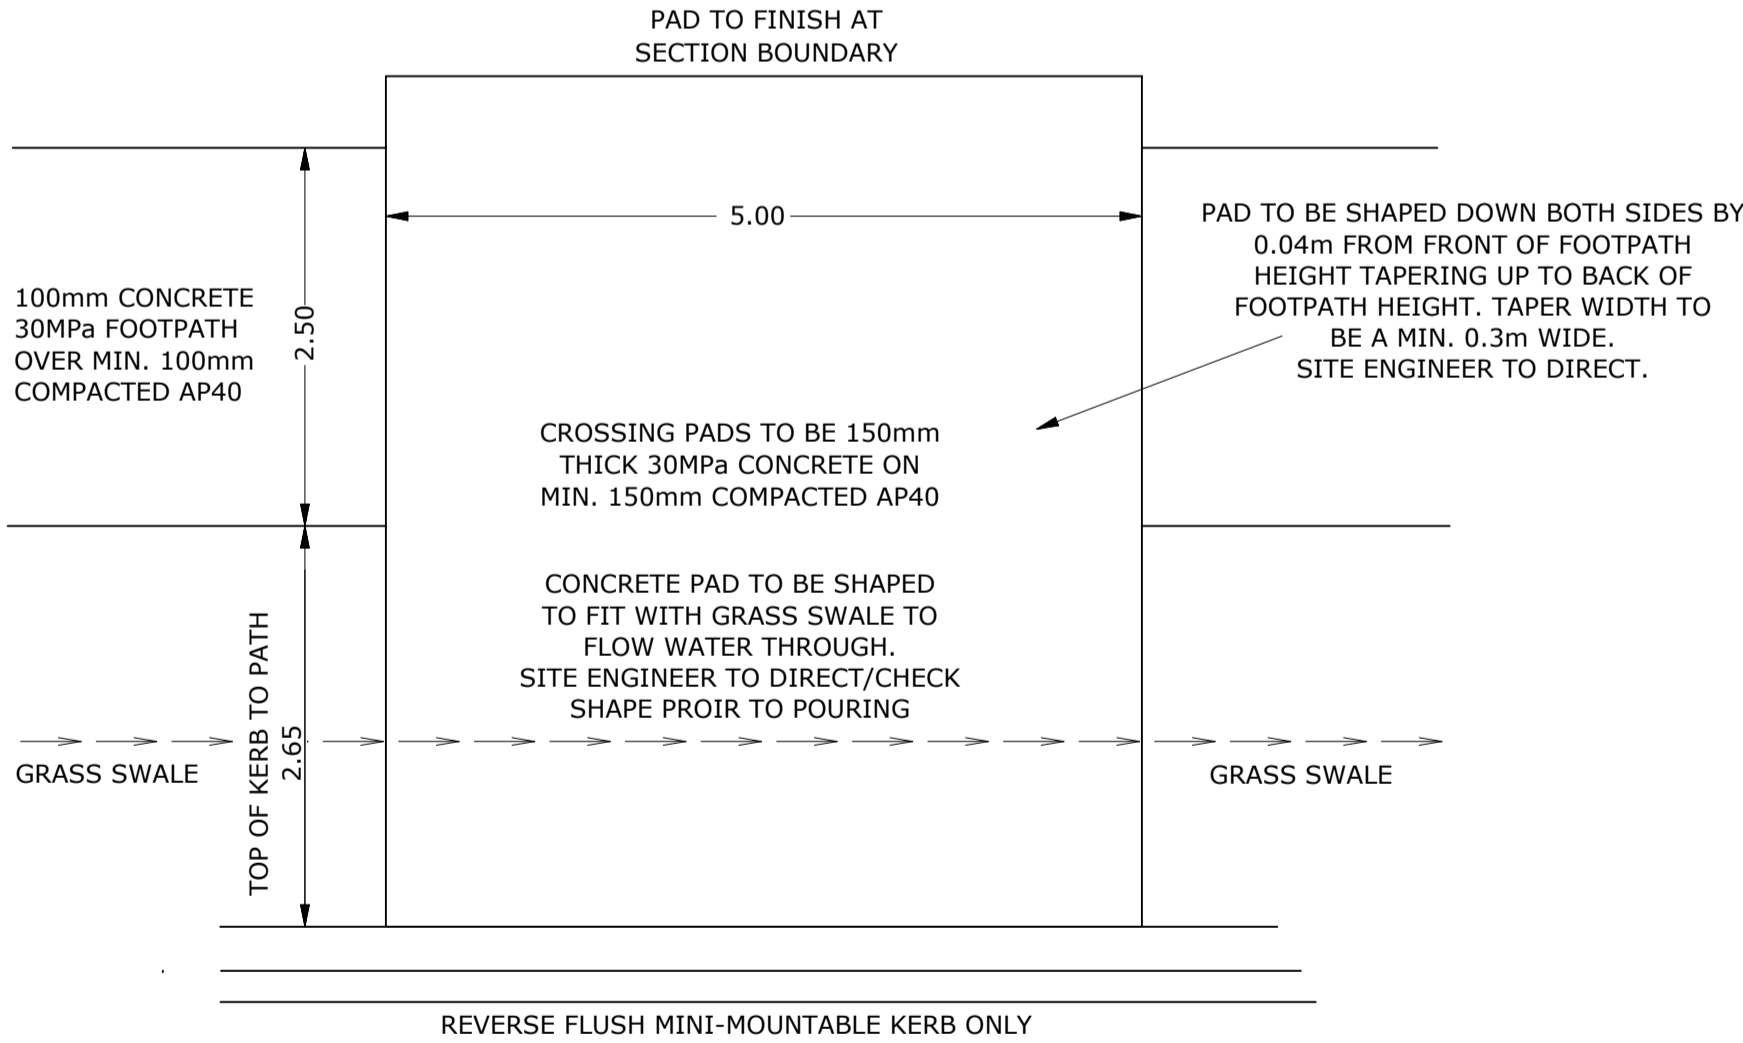 PAD TO FINISH AT
SECTION BOUNDARY
5.00
2.50
100mm CONCRETE
30MPa FOOTPATH
OVER MIN. 100mm
COMPACTED AP40
PAD TO BE SHAPED DOWN BOTH SIDES BY
0.04m FROM FRONT OF FOOTPATH
HEIGHT TAPERING UP TO BACK OF
FOOTPATH HEIGHT. TAPER WIDTH TO
BE A MIN. 0.3m WIDE.
SITE ENGINEER TO DIRECT.
CROSSING PADS TO BE 150mm
THICK 30MPa CONCRETE ON
MIN. 150mm COMPACTED AP40
CONCRETE PAD TO BE SHAPED
TO FIT WITH GRASS SWALE TO
FLOW WATER THROUGH.
SITE ENGINEER TO DIRECT/CHECK
SHAPE PROIR TO POURING
TOP OF KERB TO PATH
2.65
GRASS SWALE
GRASS SWALE
REVERSE FLUSH MINI-MOUNTABLE KERB ONLY